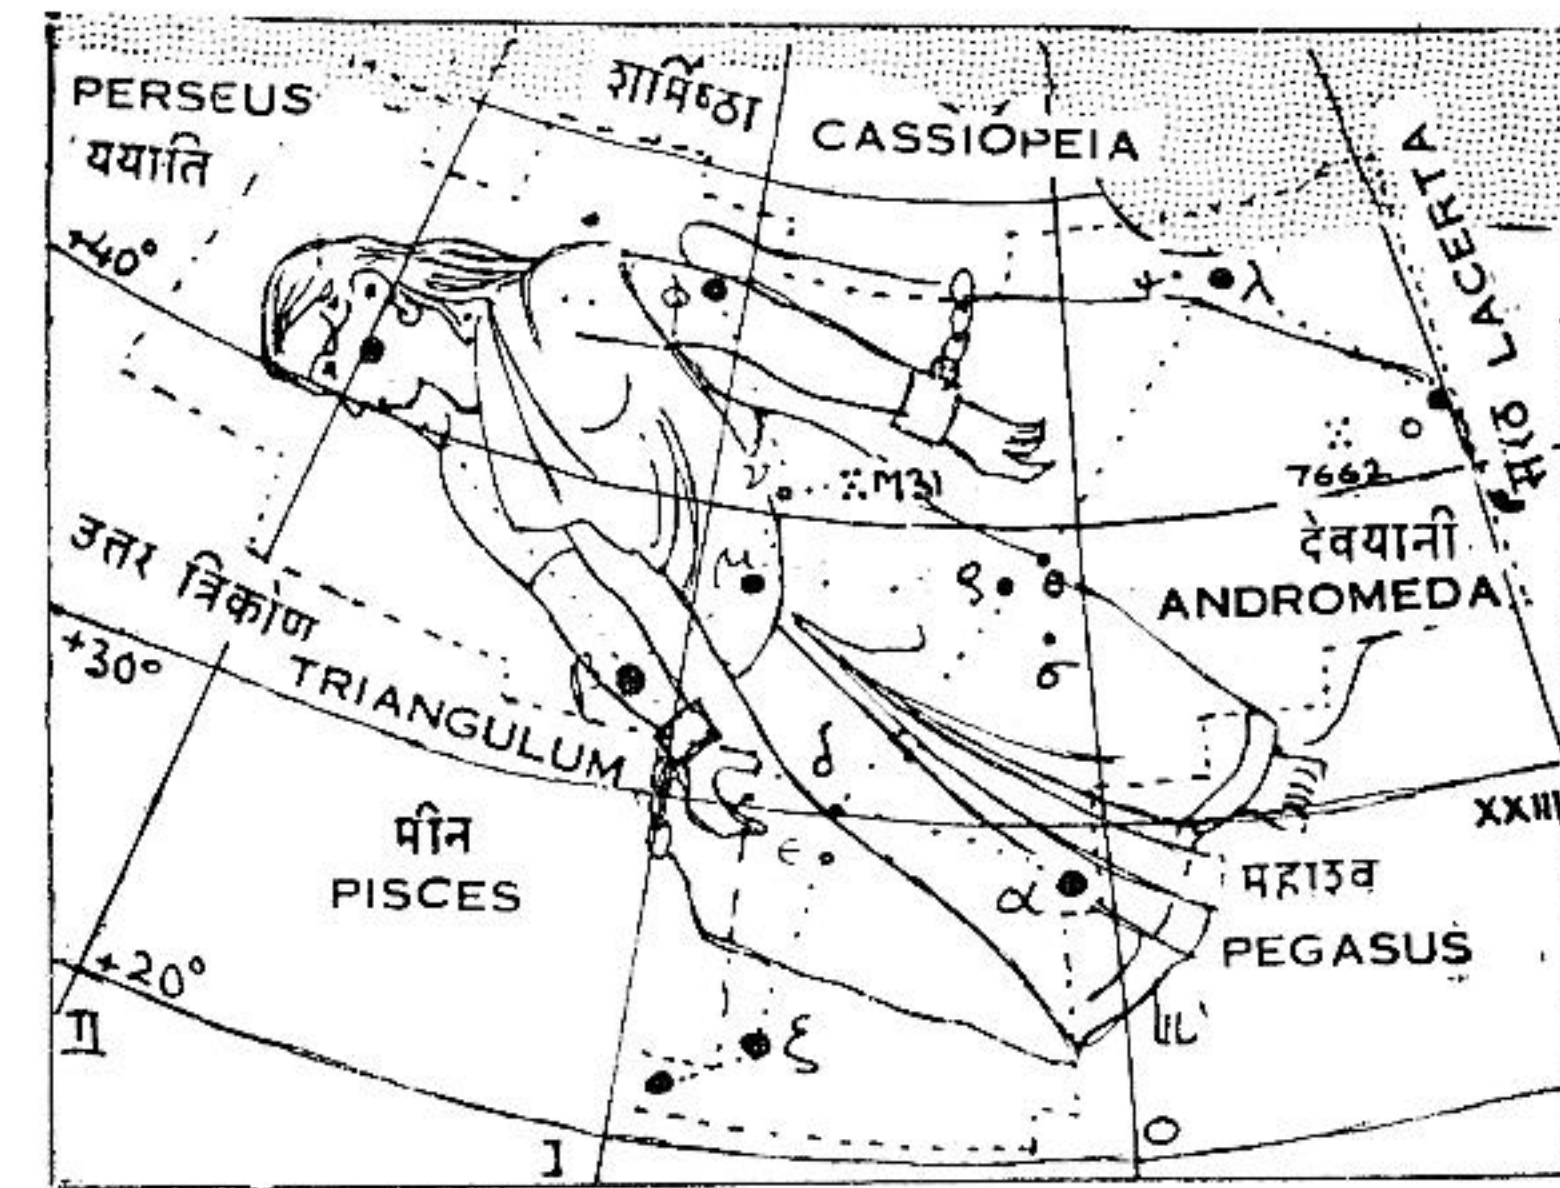 PERSEUS
ययाति
शर्मिष्ठा
CASSIOPEIA
LACERTA
+40°
ψ
λ
φ
ν
M31
7662
देवयानी
ANDROMEDA
μ
θ
σ
उत्तर त्रिकोण
TRIANGULUM
+30°
δ
XXIII
मीन
PISCES
ε
α
महाश्व
PEGASUS
+20°
II
ξ
I
O